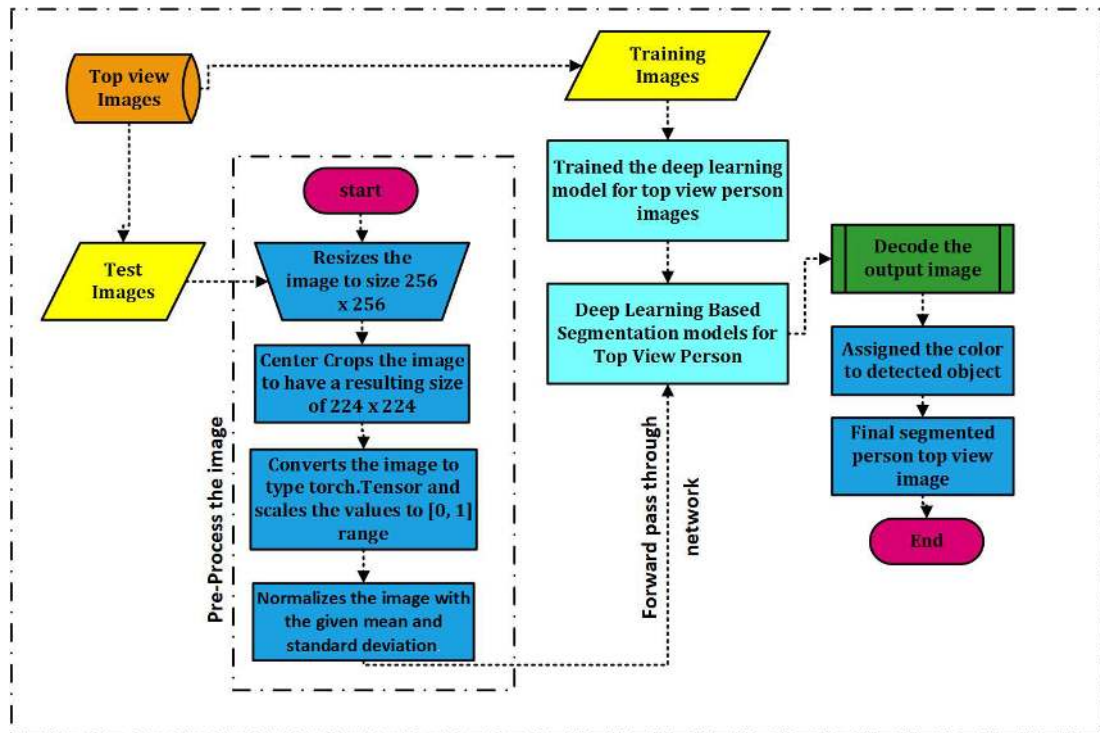 Top view
Images
Training
Images
Trained the deep learning
model for top view person
images
start
Test
Images
Resizes the
image to size 256
x 256
Decode the
output image
Deep Learning Based
Segmentation models for
Top View Person
Center Crops the image
to have a resulting size
of 224 x 224
Assigned the color
to detected object
Final segmented
person top view
image
Converts the image to
type torch.Tensor and
scales the values to [0, 1]
range
End
Normalizes the image with
the given mean and
standard deviation.
Pre-Process the image
Forward pass through
network